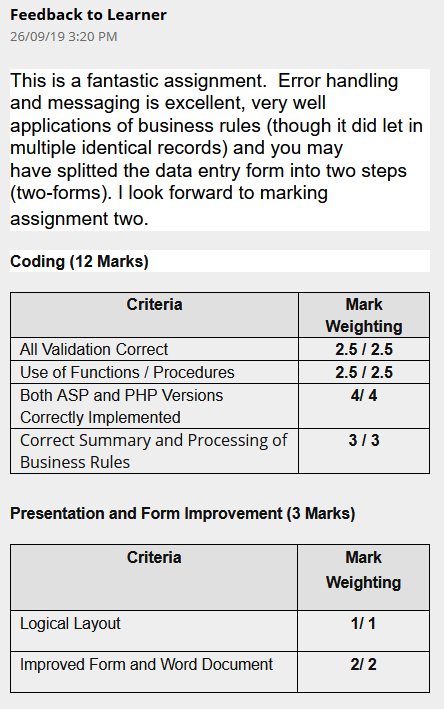 Feedback to Learner
26/09/19 3:20 PM
This is a fantastic assignment.  Error handling
and messaging is excellent, very well
applications of business rules (though it did let in
multiple identical records) and you may
have splitted the data entry form into two steps
(two-forms). I look forward to marking
assignment two.
Coding (12 Marks)
Criteria
Mark
Weighting
All Validation Correct
2.5 / 2.5
Use of Functions / Procedures
2.5 / 2.5
Both ASP and PHP Versions
Correctly Implemented
4/ 4
Correct Summary and Processing of
Business Rules
3 / 3
Presentation and Form Improvement (3 Marks)
Criteria
Mark
Weighting
Logical Layout
1/ 1
Improved Form and Word Document
2/ 2